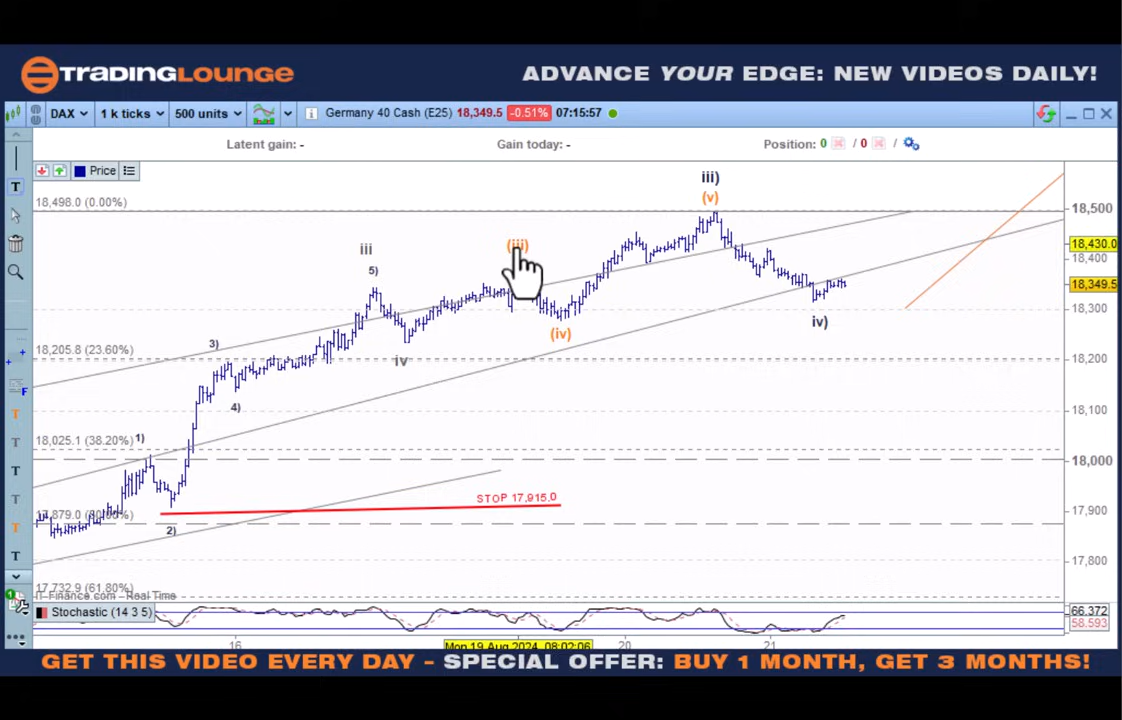 TRADINGLOUNGE
ADVANCE YOUR EDGE: NEW VIDEOS DAILY!
DAX 1 k ticks 500 units Germany 40 Cash (E25) 18,349.5 -0.51% 07:15:57
Latent gain: - Gain today: - Position: 0 / 0 /
Price
iii)
(v)
18,498.0 (0.00%)
18,500
iii
(iii)
18,430.0
18,400
5)
18,349.5
18,300
iv)
(iv)
3)
18,205.8 (23.60%)
iv
18,200
4)
18,100
1)
18,025.1 (38.20%)
18,000
STOP 17,915.0
17,900
2)
17,800
17,732.9 (61.80%)
IT-Finance.com - Real Time
Stochastic (14 3 5)
66.372
58.593
16 Mon 19 Aug 2024, 08:02:06 20 21
GET THIS VIDEO EVERY DAY - SPECIAL OFFER: BUY 1 MONTH, GET 3 MONTHS!